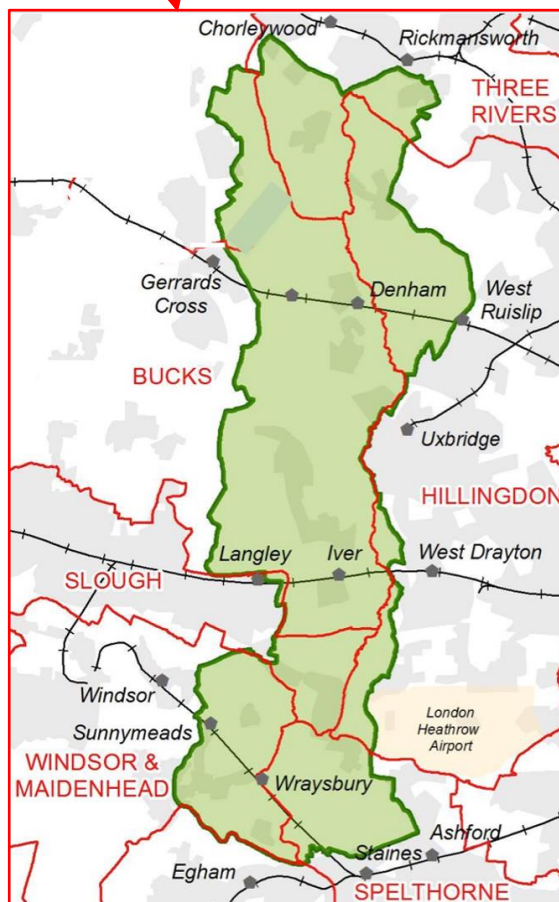 Chorleywood
Rickmansworth
THREE
RIVERS
Gerrards
Cross
Denham
West
Ruislip
BUCKS
Uxbridge
HILLINGDON
Langley
Iver
West Drayton
SLOUGH
Windsor
Sunnymeads
London
Heathrow
Airport
WINDSOR &
MAIDENHEAD
Wraysbury
Ashford
Staines
Egham
SPELTHORNE